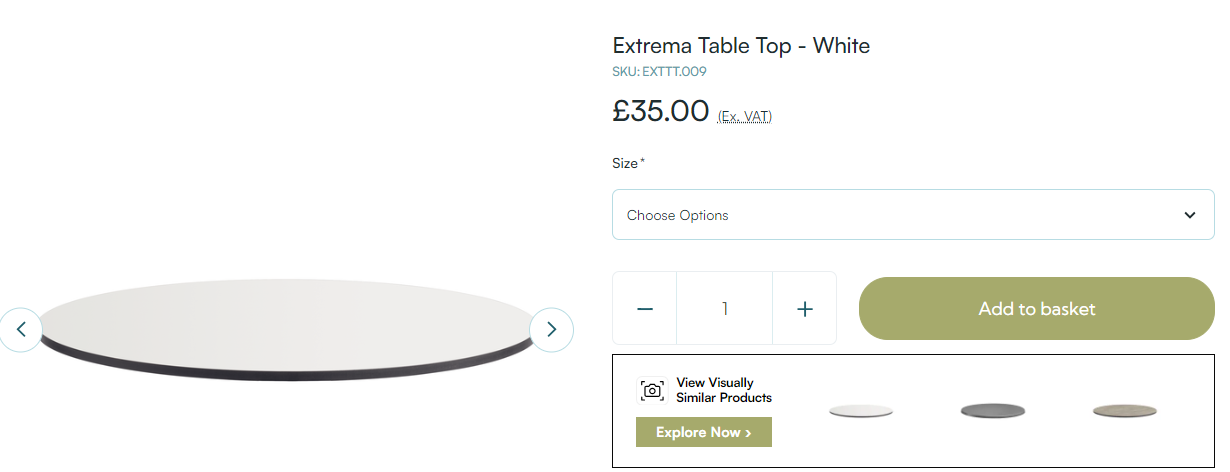 Extrema Table Top - White
SKU: EXTTT.009
£35.00 (Ex. VAT)
Size*
Choose Options
1
Add to basket
View Visually
Similar Products
Explore Now ›